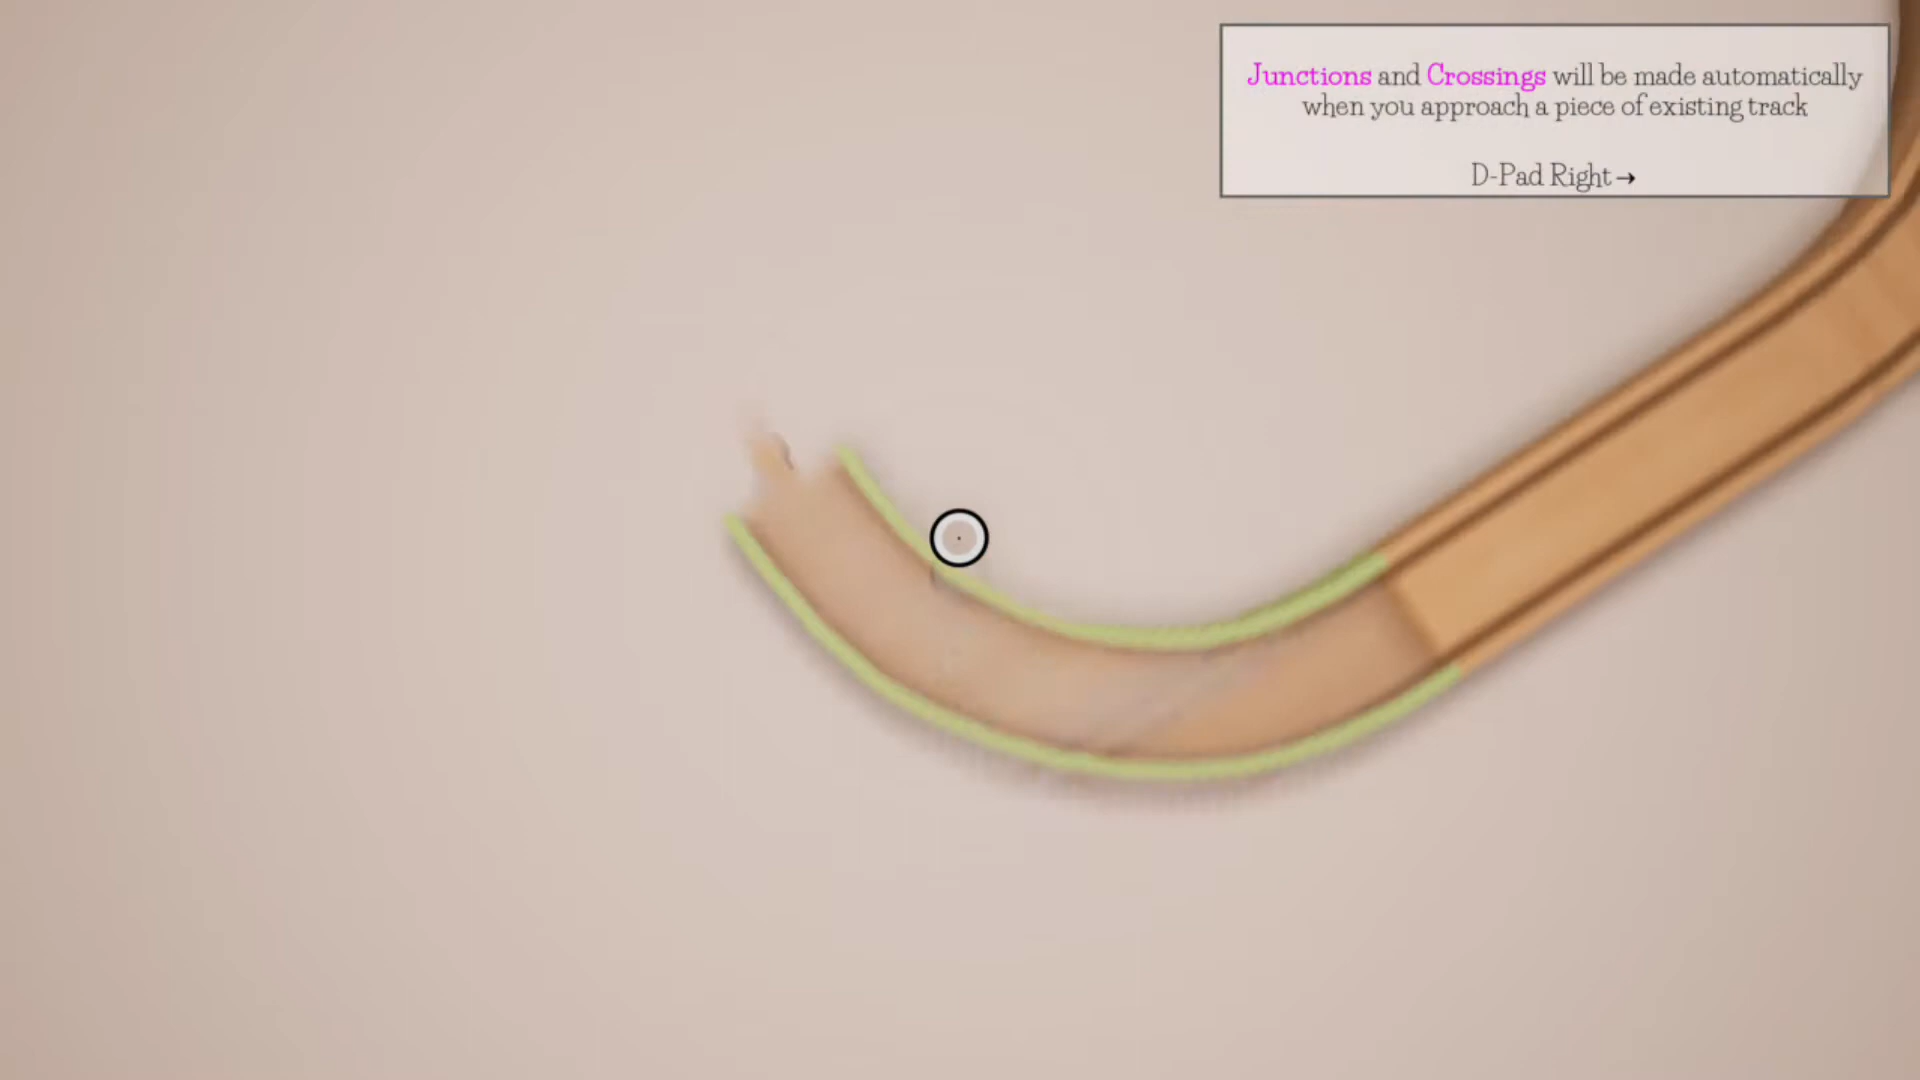 Junctions and Crossings will be made automatically
when you approach a piece of existing track
D-Pad Right→